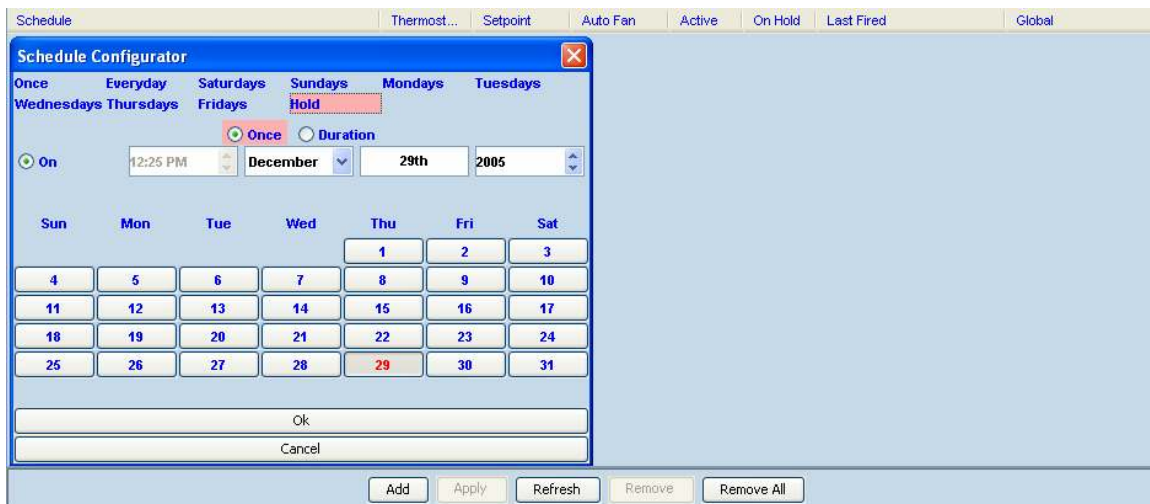 Schedule Thermost... Setpoint Auto Fan Active On Hold Last Fired Global
Schedule Configurator
Once Everyday Saturdays Sundays Mondays Tuesdays
Wednesdays Thursdays Fridays Hold
Once Duration
On 12:25 PM December 29th 2005
Sun Mon Tue Wed Thu Fri Sat
1 2 3
4 5 6 7 8 9 10
11 12 13 14 15 16 17
18 19 20 21 22 23 24
25 26 27 28 29 30 31
Ok
Cancel
Add Apply Refresh Remove Remove All